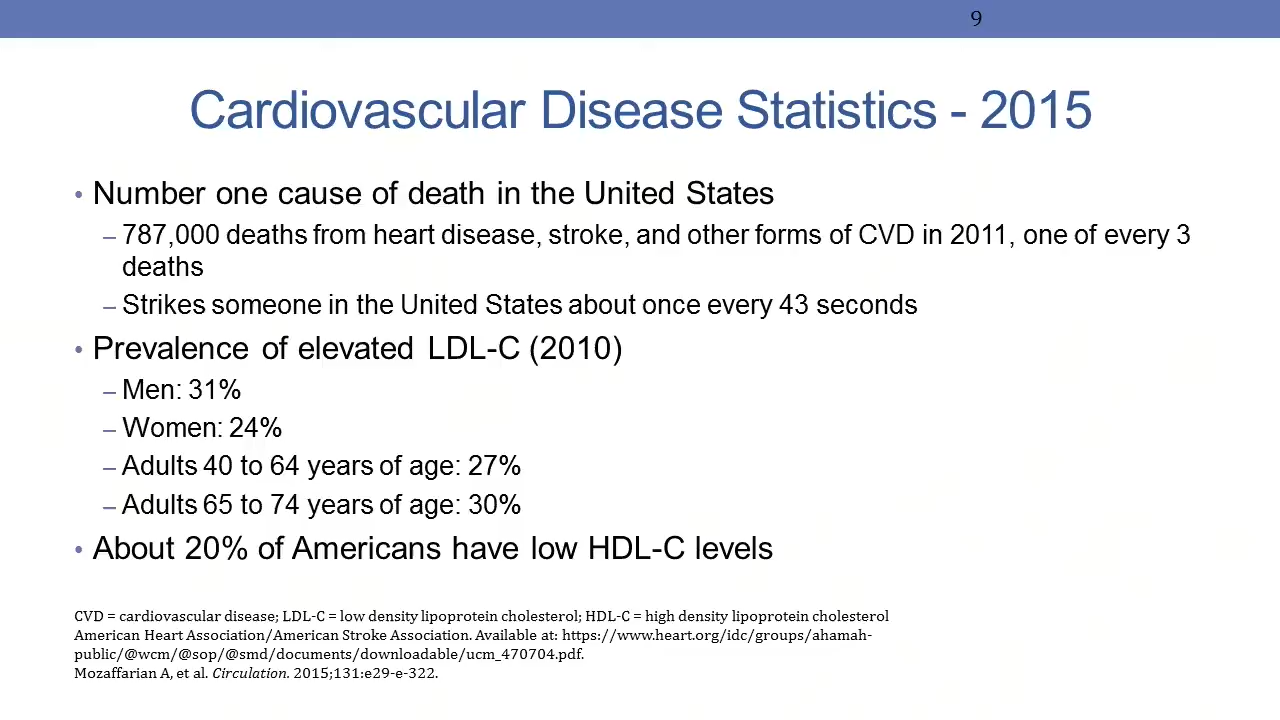 9
Cardiovascular Disease Statistics - 2015
• Number one cause of death in the United States
– 787,000 deaths from heart disease, stroke, and other forms of CVD in 2011, one of every 3
deaths
– Strikes someone in the United States about once every 43 seconds
• Prevalence of elevated LDL-C (2010)
– Men: 31%
– Women: 24%
– Adults 40 to 64 years of age: 27%
– Adults 65 to 74 years of age: 30%
• About 20% of Americans have low HDL-C levels
CVD = cardiovascular disease; LDL-C = low density lipoprotein cholesterol; HDL-C = high density lipoprotein cholesterol
American Heart Association/American Stroke Association. Available at: https://www.heart.org/idc/groups/ahamah-
public/@wcm/@sop/@smd/documents/downloadable/ucm_470704.pdf.
Mozaffarian A, et al. Circulation. 2015;131:e29-e-322.